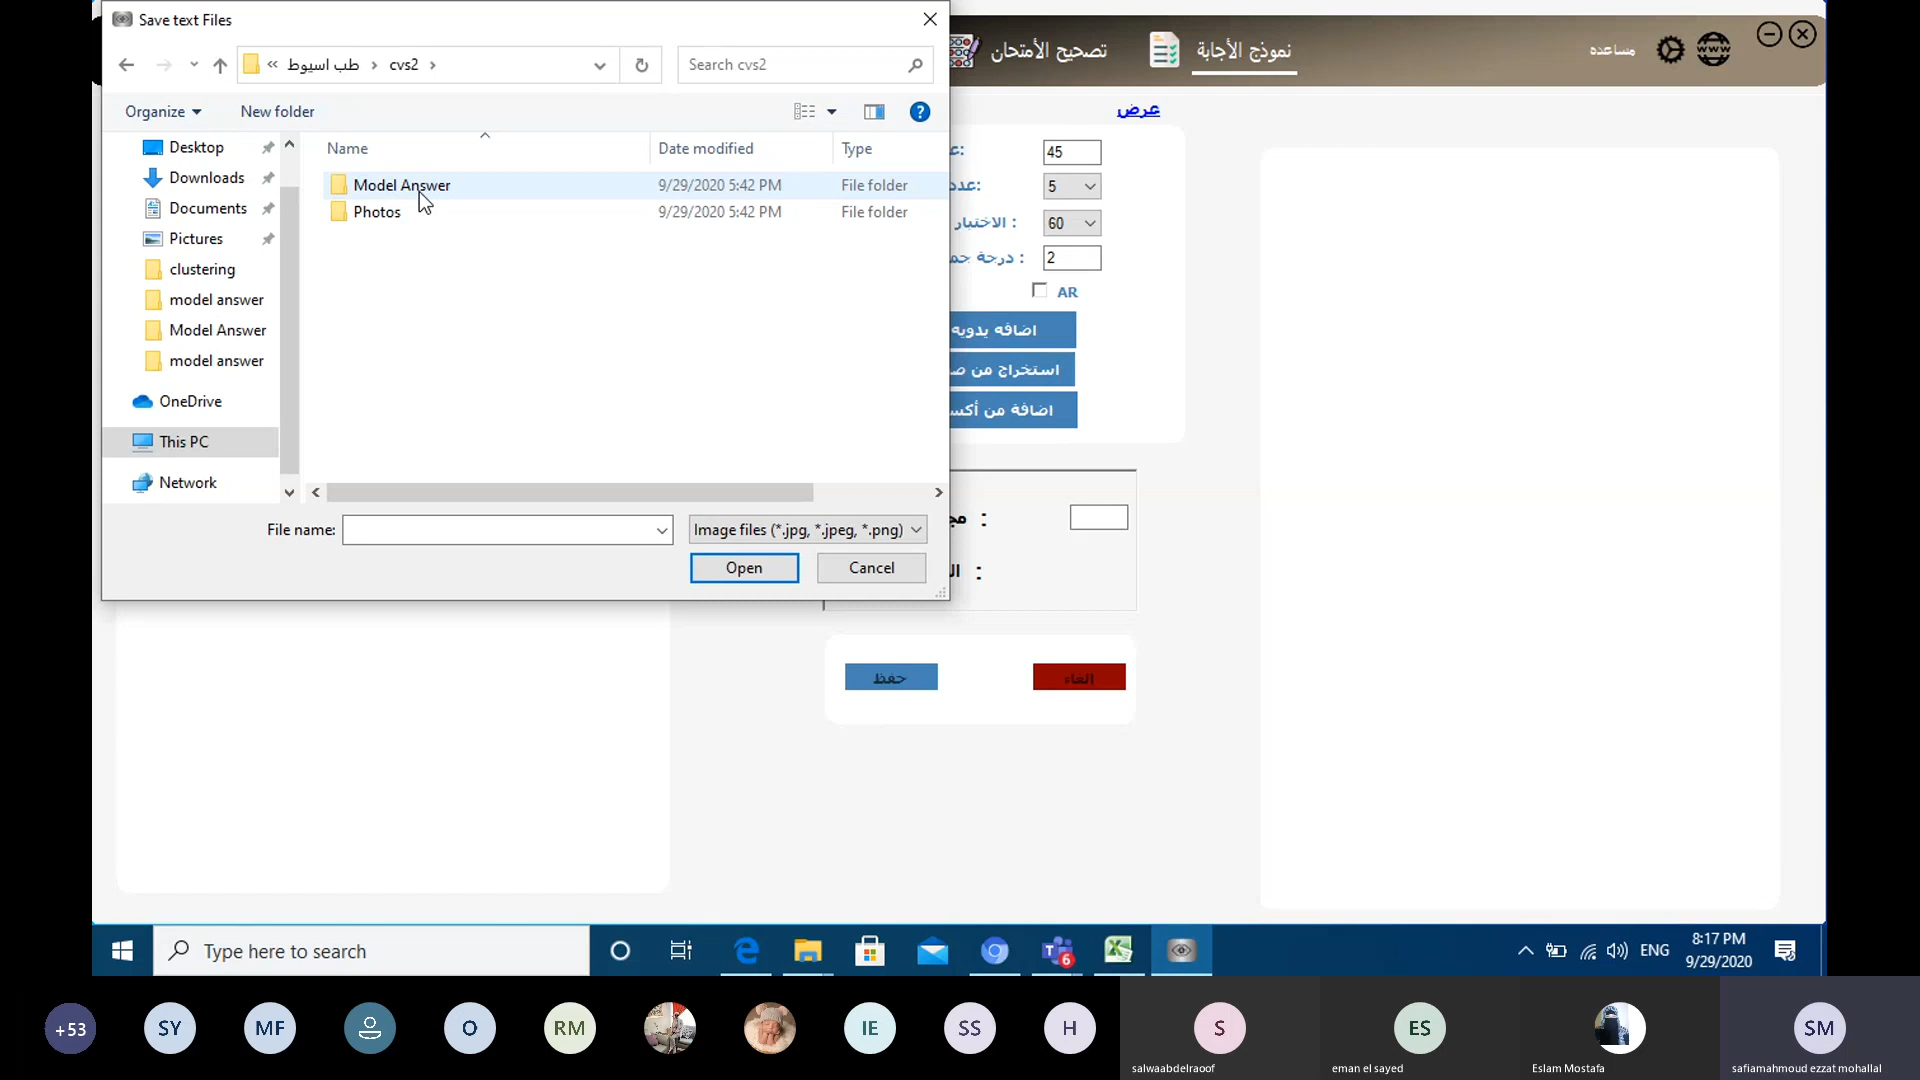 Save text Files
« طب اسيوط › cvs2 ›
Search cvs2
Organize
New folder
Name
Date modified
Type
Desktop
Downloads
Documents
Pictures
clustering
model answer
Model Answer
model answer
OneDrive
This PC
Network
Model Answer 9/29/2020 5:42 PM File folder
Photos 9/29/2020 5:42 PM File folder
File name:
Image files (*.jpg, *.jpeg, *.png)
Open
Cancel
تصحيح الأمتحان
نموذج الأجابة
مساعده
www
عرض
45
5
الاختبار :
60
درجة :
2
AR
اضافه يدويه
استخراج من
اضافة من
:
:
حفظ
الغاء
Type here to search
6
ENG
8:17 PM
9/29/2020
+53
SY
MF
O
RM
IE
SS
H
S
ES
SM
salwaabdelraoof
eman el sayed
Eslam Mostafa
safiamahmoud ezzat mohallal